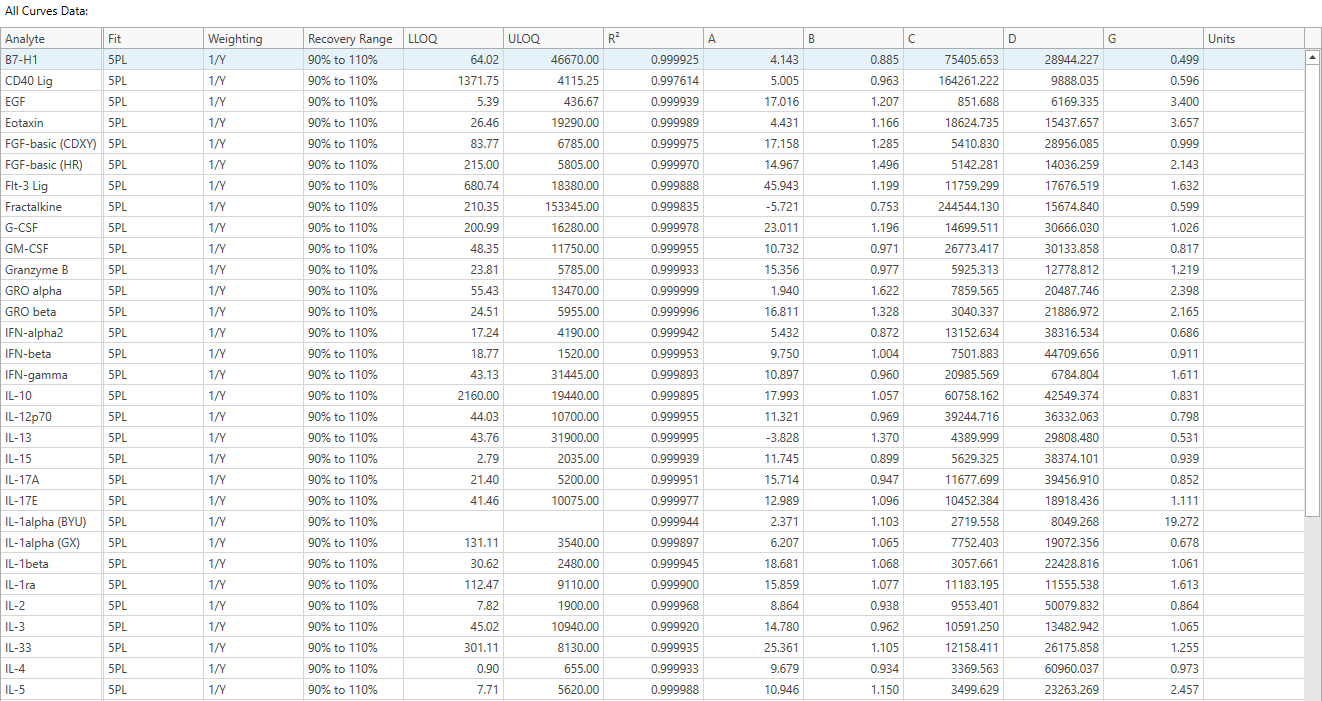 All Curves Data:
Analyte Fit Weighting Recovery Range LLOQ ULOQ R² A B C D G Units
B7-H1 5PL 1/Y 90% to 110% 64.02 46670.00 0.999925 4.143 0.885 75405.653 28944.227 0.499
CD40 Lig 5PL 1/Y 90% to 110% 1371.75 4115.25 0.997614 5.005 0.963 164261.222 9888.035 0.596
EGF 5PL 1/Y 90% to 110% 5.39 436.67 0.999939 17.016 1.207 851.688 6169.335 3.400
Eotaxin 5PL 1/Y 90% to 110% 26.46 19290.00 0.999989 4.431 1.166 18624.735 15437.657 3.657
FGF-basic (CDXY) 5PL 1/Y 90% to 110% 83.77 6785.00 0.999975 17.158 1.285 5410.830 28956.085 0.999
FGF-basic (HR) 5PL 1/Y 90% to 110% 215.00 5805.00 0.999970 14.967 1.496 5142.281 14036.259 2.143
Flt-3 Lig 5PL 1/Y 90% to 110% 680.74 18380.00 0.999888 45.943 1.199 11759.299 17676.519 1.632
Fractalkine 5PL 1/Y 90% to 110% 210.35 153345.00 0.999835 -5.721 0.753 244544.130 15674.840 0.599
G-CSF 5PL 1/Y 90% to 110% 200.99 16280.00 0.999978 23.011 1.196 14699.511 30666.030 1.026
GM-CSF 5PL 1/Y 90% to 110% 48.35 11750.00 0.999955 10.732 0.971 26773.417 30133.858 0.817
Granzyme B 5PL 1/Y 90% to 110% 23.81 5785.00 0.999933 15.356 0.977 5925.313 12778.812 1.219
GRO alpha 5PL 1/Y 90% to 110% 55.43 13470.00 0.999999 1.940 1.622 7859.565 20487.746 2.398
GRO beta 5PL 1/Y 90% to 110% 24.51 5955.00 0.999996 16.811 1.328 3040.337 21886.972 2.165
IFN-alpha2 5PL 1/Y 90% to 110% 17.24 4190.00 0.999942 5.432 0.872 13152.634 38316.534 0.686
IFN-beta 5PL 1/Y 90% to 110% 18.77 1520.00 0.999953 9.750 1.004 7501.883 44709.656 0.911
IFN-gamma 5PL 1/Y 90% to 110% 43.13 31445.00 0.999893 10.897 0.960 20985.569 6784.804 1.611
IL-10 5PL 1/Y 90% to 110% 2160.00 19440.00 0.999895 17.993 1.057 60758.162 42549.374 0.831
IL-12p70 5PL 1/Y 90% to 110% 44.03 10700.00 0.999955 11.321 0.969 39244.716 36332.063 0.798
IL-13 5PL 1/Y 90% to 110% 43.76 31900.00 0.999995 -3.828 1.370 4389.999 29808.480 0.531
IL-15 5PL 1/Y 90% to 110% 2.79 2035.00 0.999939 11.745 0.899 5629.325 38374.101 0.939
IL-17A 5PL 1/Y 90% to 110% 21.40 5200.00 0.999951 15.714 0.947 11677.699 39456.910 0.852
IL-17E 5PL 1/Y 90% to 110% 41.46 10075.00 0.999977 12.989 1.096 10452.384 18918.436 1.111
IL-1alpha (BYU) 5PL 1/Y 90% to 110% 0.999944 2.371 1.103 2719.558 8049.268 19.272
IL-1alpha (GX) 5PL 1/Y 90% to 110% 131.11 3540.00 0.999897 6.207 1.065 7752.403 19072.356 0.678
IL-1beta 5PL 1/Y 90% to 110% 30.62 2480.00 0.999945 18.681 1.068 3057.661 22428.816 1.061
IL-1ra 5PL 1/Y 90% to 110% 112.47 9110.00 0.999900 15.859 1.077 11183.195 11555.538 1.613
IL-2 5PL 1/Y 90% to 110% 7.82 1900.00 0.999968 8.864 0.938 9553.401 50079.832 0.864
IL-3 5PL 1/Y 90% to 110% 45.02 10940.00 0.999920 14.780 0.962 10591.250 13482.942 1.065
IL-33 5PL 1/Y 90% to 110% 301.11 8130.00 0.999935 25.361 1.105 12158.411 26175.858 1.255
IL-4 5PL 1/Y 90% to 110% 0.90 655.00 0.999933 9.679 0.934 3369.563 60960.037 0.973
IL-5 5PL 1/Y 90% to 110% 7.71 5620.00 0.999988 10.946 1.150 3499.629 23263.269 2.457